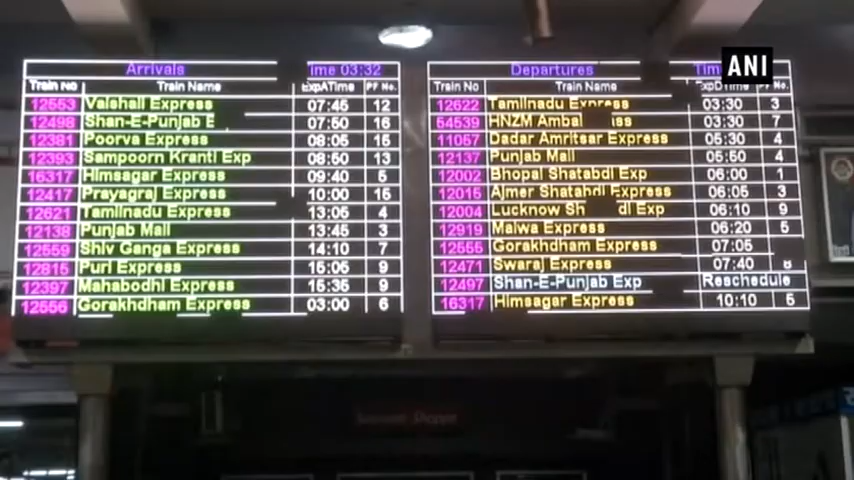 ANI
Arrivals Time 03:32
Train No Train Name ExpATime PF No.
12553 Vaishali Express 07:45 12
12498 Shan-E-Punjab E 07:50 16
12381 Poorva Express 08:05 15
12393 Sampoorn Kranti Exp 08:50 13
16317 Himsagar Express 09:40 5
12417 Prayagraj Express 10:00 15
12621 Tamilnadu Express 13:05 4
12138 Punjab Mail 13:45 3
12559 Shiv Ganga Express 14:10 7
12815 Puri Express 15:05 9
12397 Mahabodhi Express 15:35 9
12556 Gorakhdham Express 03:00 6
Departures Tim
Train No Train Name ExpDTime PF No.
12622 Tamilnadu Express 03:30 3
54539 HNZM Ambal ss 03:30 7
11057 Dadar Amritsar Express 05:30 4
12137 Punjab Mail 05:50 4
12002 Bhopal Shatabdi Exp 06:00 1
12015 Ajmer Shatabdi Express 06:05 3
12004 Lucknow Sh di Exp 06:10 9
12919 Malwa Express 06:20 5
12555 Gorakhdham Express 07:05
12471 Swaraj Express 07:40
12497 Shan-E-Punjab Exp Reschedule
16317 Himsagar Express 10:10 5